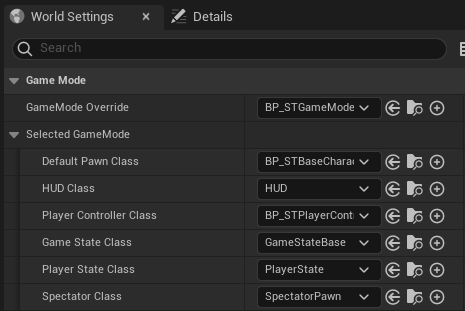 World Settings
Details
Search
Game Mode
GameMode Override BP_STGameMode
Selected GameMode
Default Pawn Class BP_STBaseCharac
HUD Class HUD
Player Controller Class BP_STPlayerCont
Game State Class GameStateBase
Player State Class PlayerState
Spectator Class SpectatorPawn